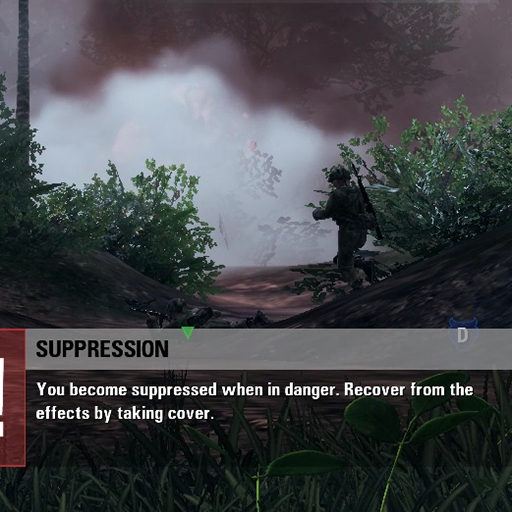 D
SUPPRESSION
!
You become suppressed when in danger. Recover from the
effects by taking cover.